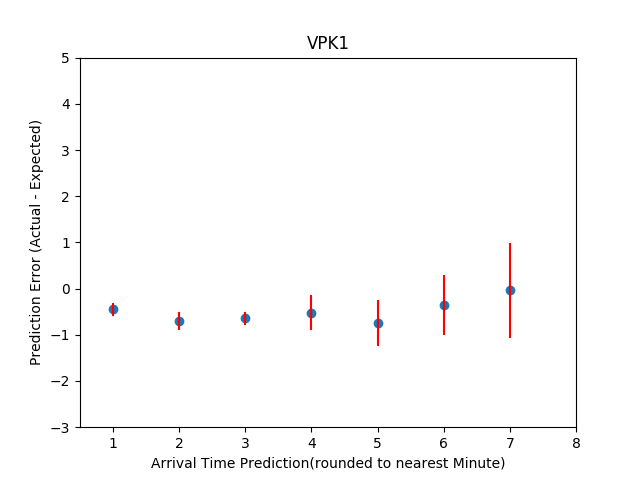 VPK1
5
4
3
2
1
0
−1
−2
−3
Prediction Error (Actual - Expected)
1 2 3 4 5 6 7 8
Arrival Time Prediction(rounded to nearest Minute)